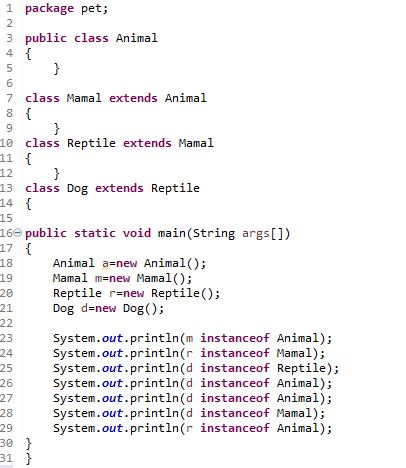 1 package pet;
2
3 public class Animal
4 {
5     }
6
7 class Mamal extends Animal
8 {
9     }
10 class Reptile extends Mamal
11 {
12     }
13 class Dog extends Reptile
14 {
15
16 public static void main(String args[])
17 {
18     Animal a=new Animal();
19     Mamal m=new Mamal();
20     Reptile r=new Reptile();
21     Dog d=new Dog();
22
23     System.out.println(m instanceof Animal);
24     System.out.println(r instanceof Mamal);
25     System.out.println(d instanceof Reptile);
26     System.out.println(d instanceof Animal);
27     System.out.println(d instanceof Animal);
28     System.out.println(d instanceof Mamal);
29     System.out.println(r instanceof Animal);
30 }
31 }